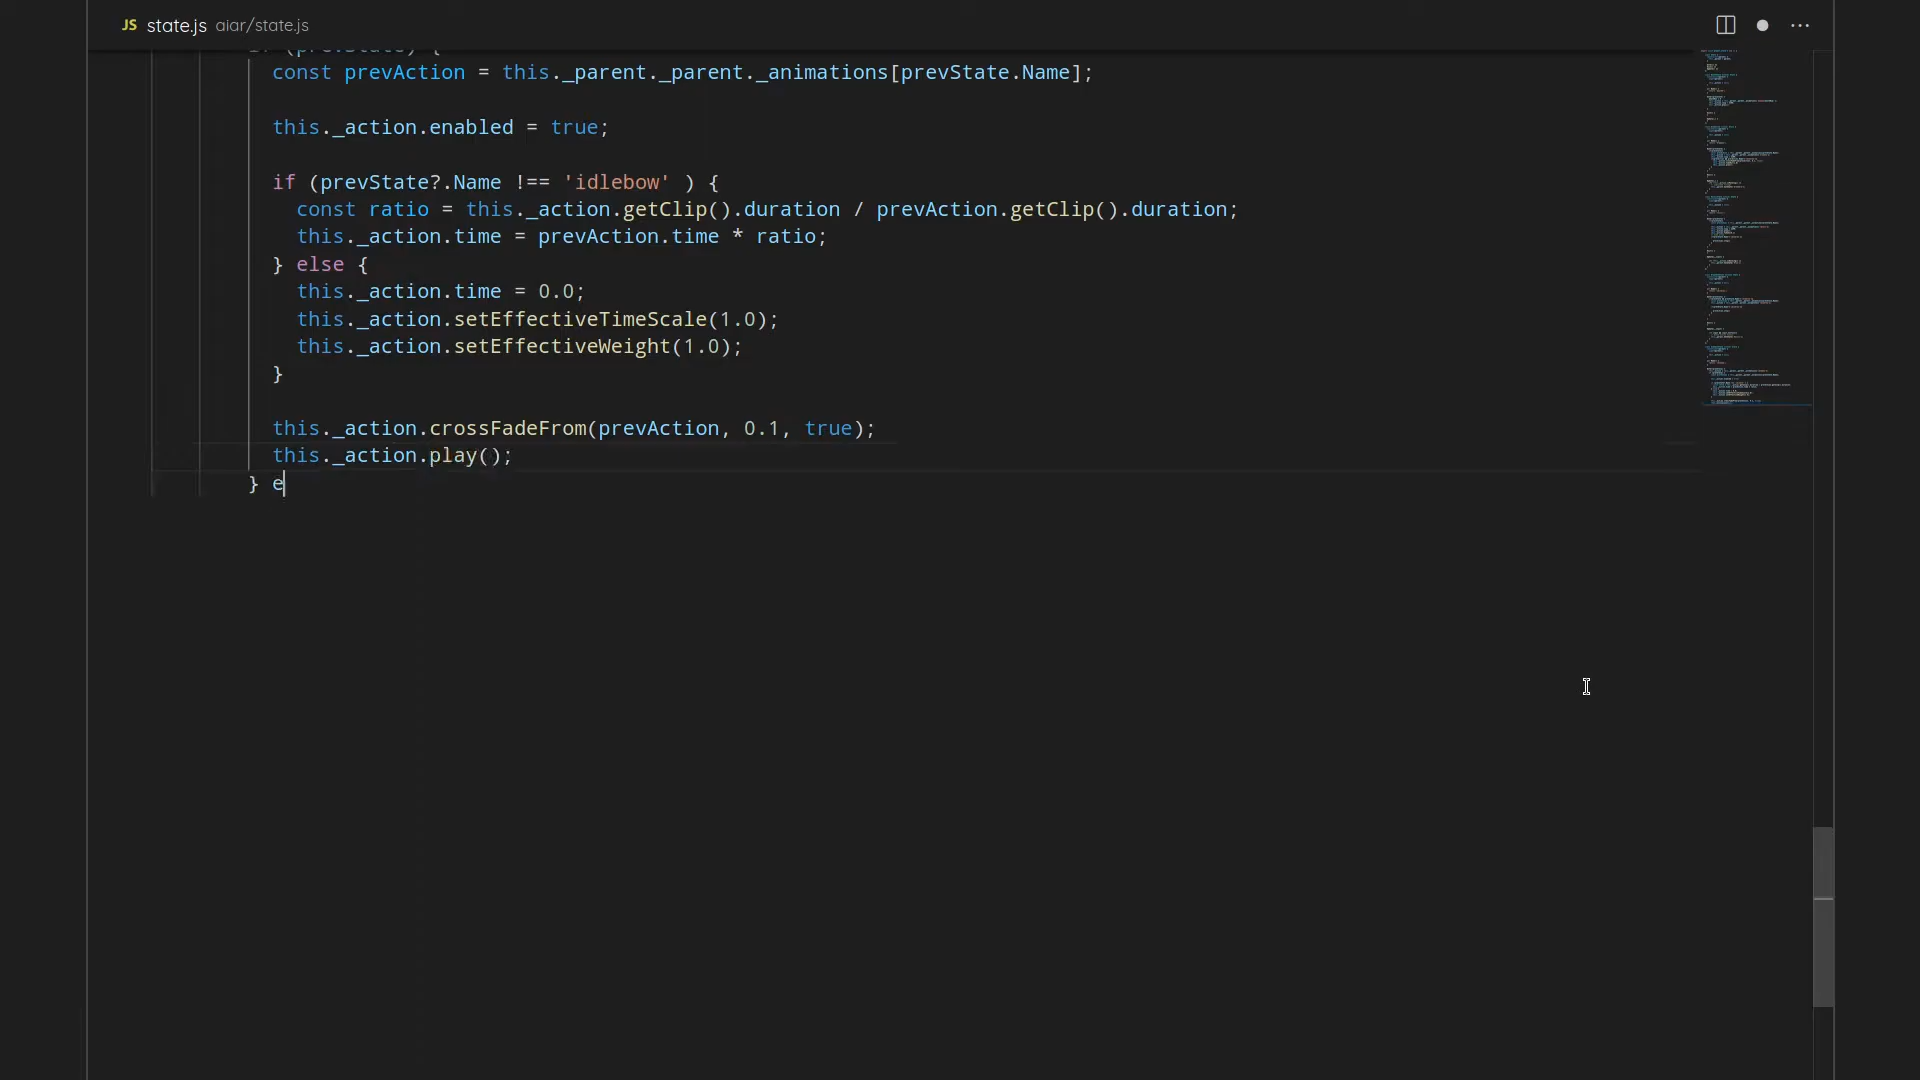 JS state.js aiar/state.js
if (prevState) {
const prevAction = this._parent._parent._animations[prevState.Name];
this._action.enabled = true;
if (prevState?.Name !== 'idlebow' ) {
const ratio = this._action.getClip().duration / prevAction.getClip().duration;
this._action.time = prevAction.time * ratio;
} else {
this._action.time = 0.0;
this._action.setEffectiveTimeScale(1.0);
this._action.setEffectiveWeight(1.0);
}
this._action.crossFadeFrom(prevAction, 0.1, true);
this._action.play();
} e